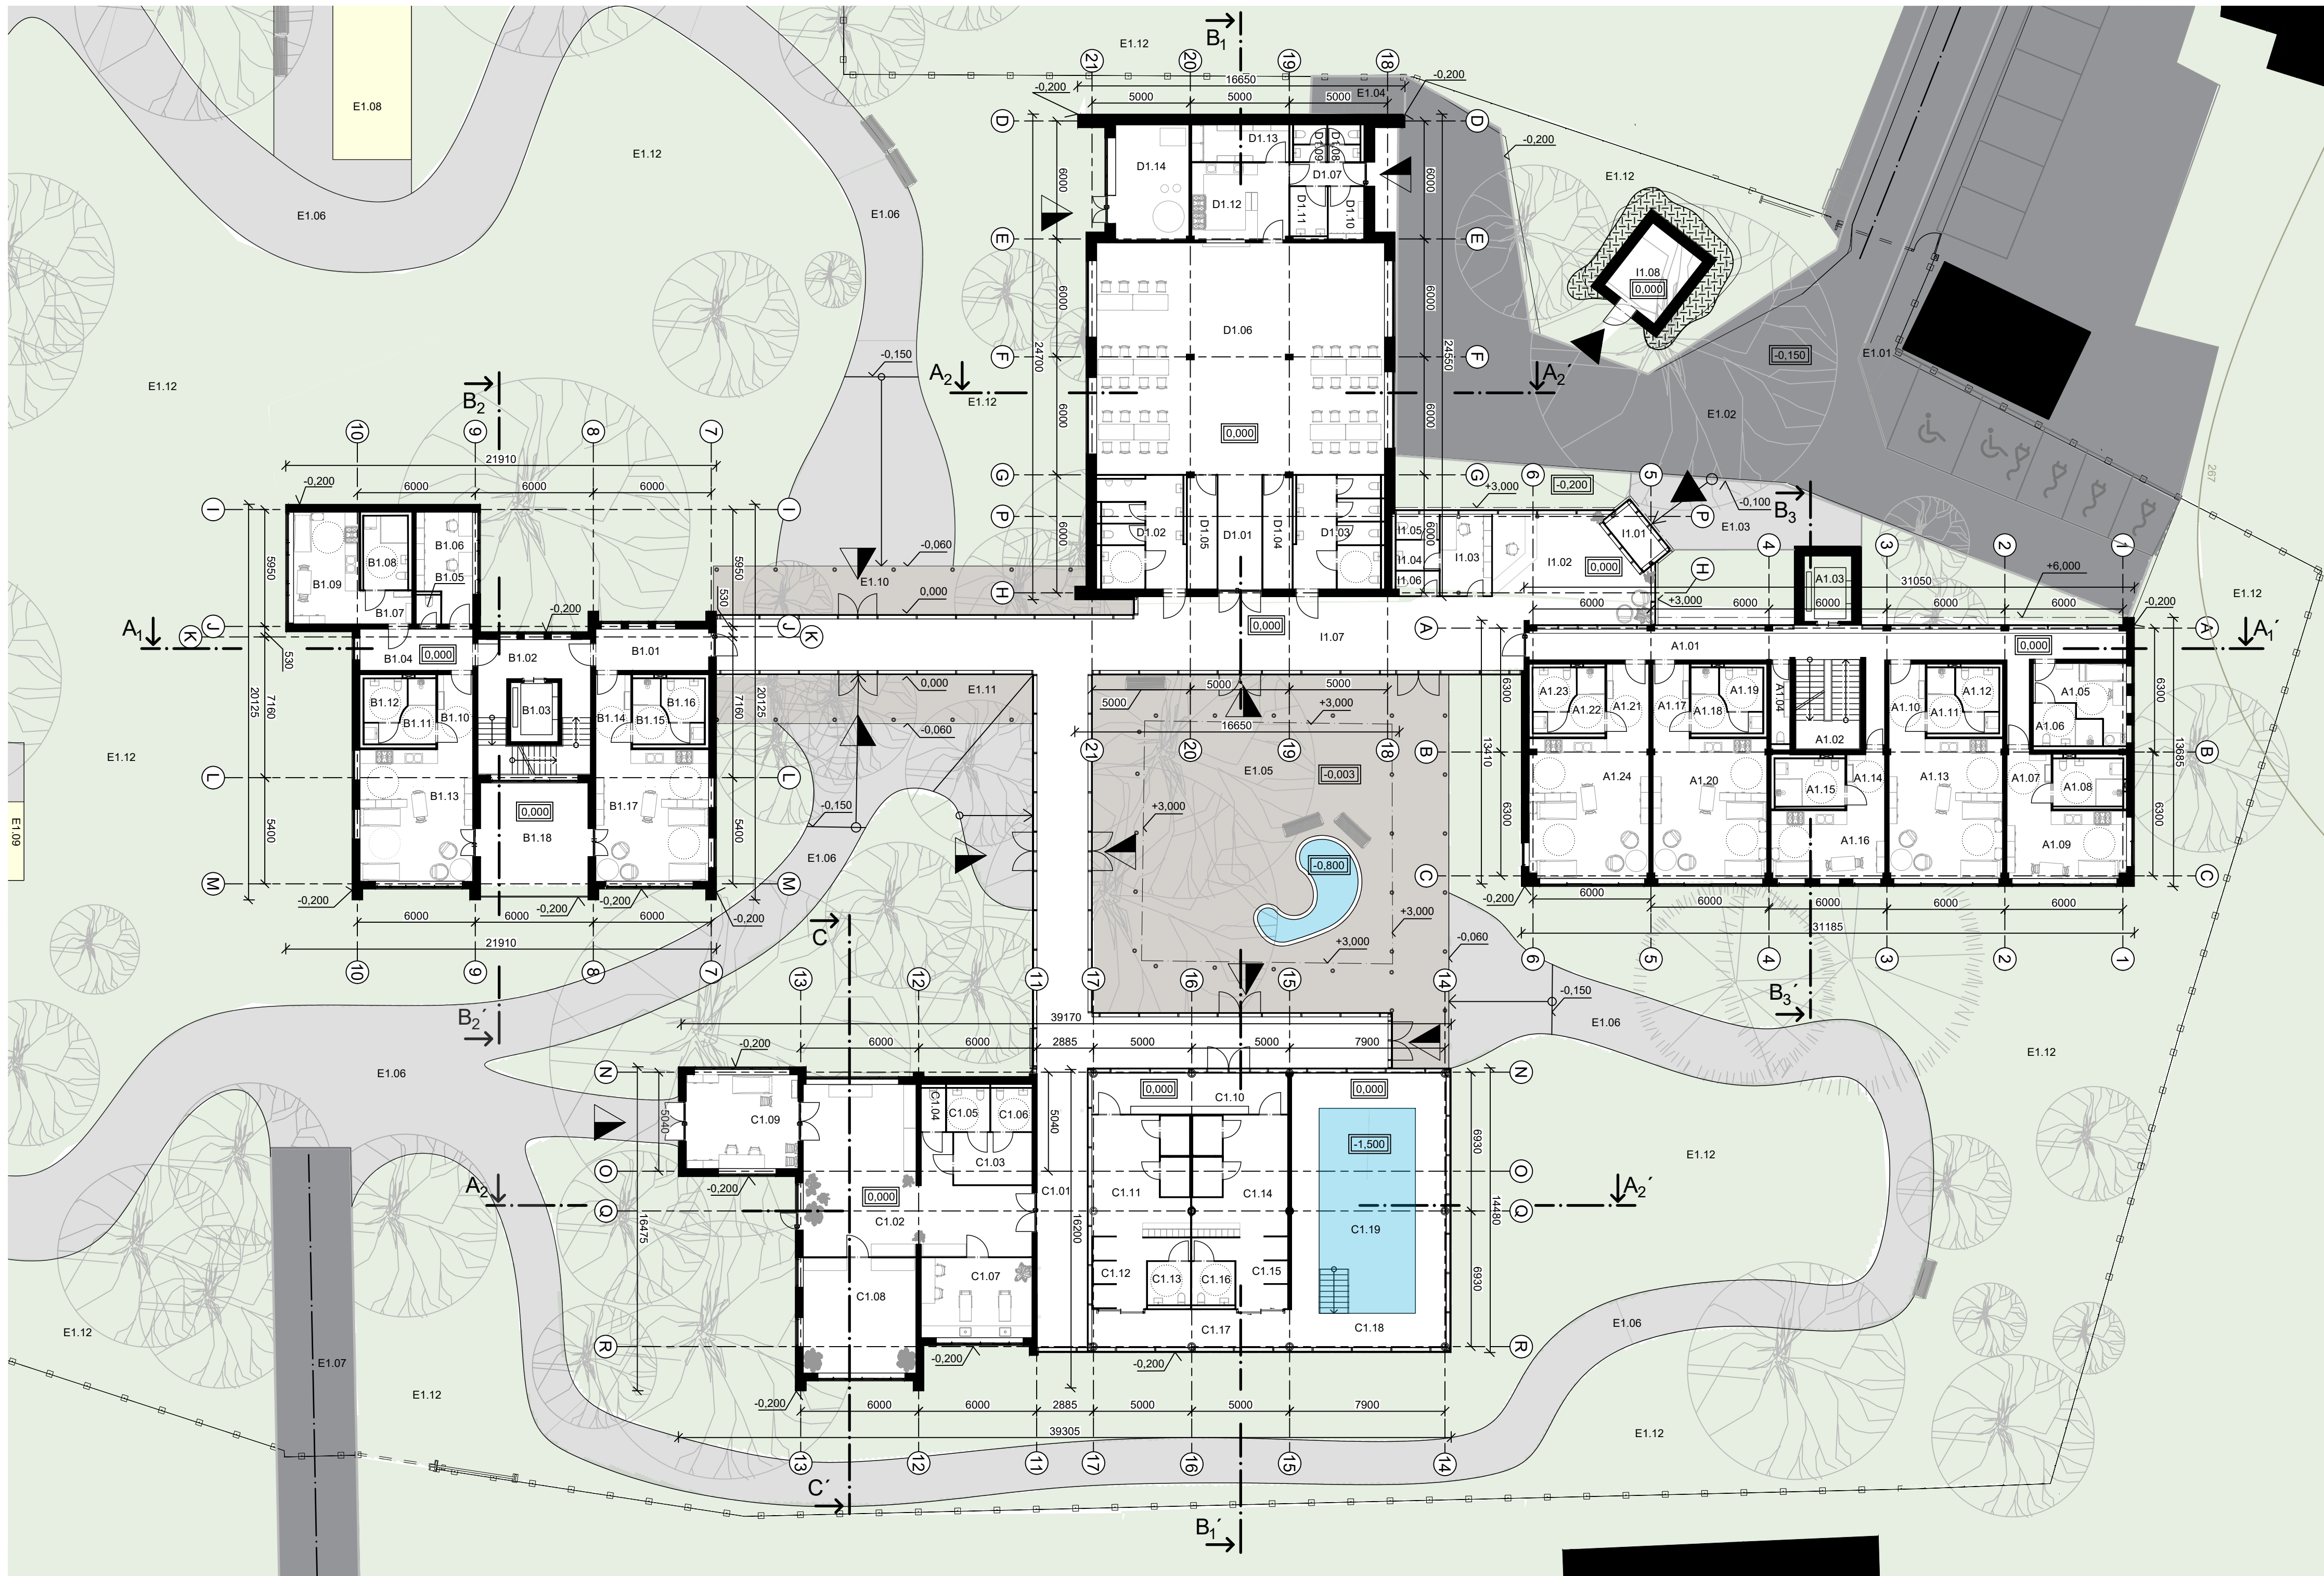 B1
E1.12
21
20
19
18
-0,200
16650
-0,200
5000
5000
5000
E1.04
E1.08
D
D
D1.13
D1.09
D1.08
-0,200
E1.12
D1.14
D1.07
E1.12
6000
6000
D1.12
D1.11
D1.10
E1.06
E1.06
E
E
I1.08
0,000
6000
6000
D1.06
24700
24550
F
F
-0,150
-0,150
E1.01
A2
A2´
E1.12
E1.12
B2
E1.02
6000
6000
0,000
10
9
8
7
21910
-0,200
6000
6000
6000
G
G
6
5
267
+3,000
-0,200
-0,100
B3
I
I
P
P
E1.03
D1.02
D1.05
D1.01
D1.04
D1.03
I1.05
I1.03
I1.01
6000
6000
5950
5950
B1.06
B1.08
B1.09
B1.05
B1.07
-0,060
E1.10
I1.04
I1.06
I1.02
0,000
4
3
2
1
H
H
A1.03
31050
+6,000
E1.12
0,000
+3,000
6000
6000
6000
6000
6000
-0,200
530
-0,200
A1
J
J
K
K
0,000
I1.07
A
A
A1´
B1.04
0,000
B1.02
B1.01
A1.01
0,000
530
20125
7160
7160
20125
0,000
E1.11
5000
5000
5000
6300
6300
B1.12
B1.11
B1.10
B1.03
B1.14
B1.15
B1.16
+3,000
16650
-0,060
A1.23
A1.22
A1.21
A1.17
A1.18
A1.19
A1.04
A1.02
A1.10
A1.11
A1.12
A1.05
A1.06
E1.12
21
20
19
18
B
B
13410
13685
L
L
E1.05
-0,003
B1.13
B1.17
A1.24
A1.20
A1.15
A1.14
A1.13
A1.07
A1.08
0,000
-0,150
+3,000
E1.09
5400
5400
B1.18
E1.06
6300
6300
A1.16
A1.09
-0,800
M
M
C
C
-0,200
-0,200
-0,200
-0,200
-0,200
6000
6000
6000
6000
6000
6000
6000
6000
C
+3,000
31185
21910
-0,060
+3,000
10
9
8
7
13
12
11
17
16
15
14
6
5
4
3
2
1
-0,150
B2´
B3´
39170
E1.06
-0,200
6000
6000
2885
5000
5000
7900
E1.12
E1.06
N
N
0,000
0,000
C1.10
C1.04
C1.05
C1.06
5040
5040
C1.09
6930
-1,500
C1.03
E1.12
O
O
A2
-0,200
C1.01
C1.11
C1.14
A2´
0,000
Q
Q
C1.02
16475
16200
14480
C1.19
C1.07
C1.12
C1.13
C1.16
C1.15
6930
C1.08
E1.06
E1.12
C1.17
C1.18
R
R
E1.07
-0,200
-0,200
E1.12
-0,200
6000
6000
2885
5000
5000
7900
39305
E1.12
13
12
11
17
16
15
14
C´
B1´